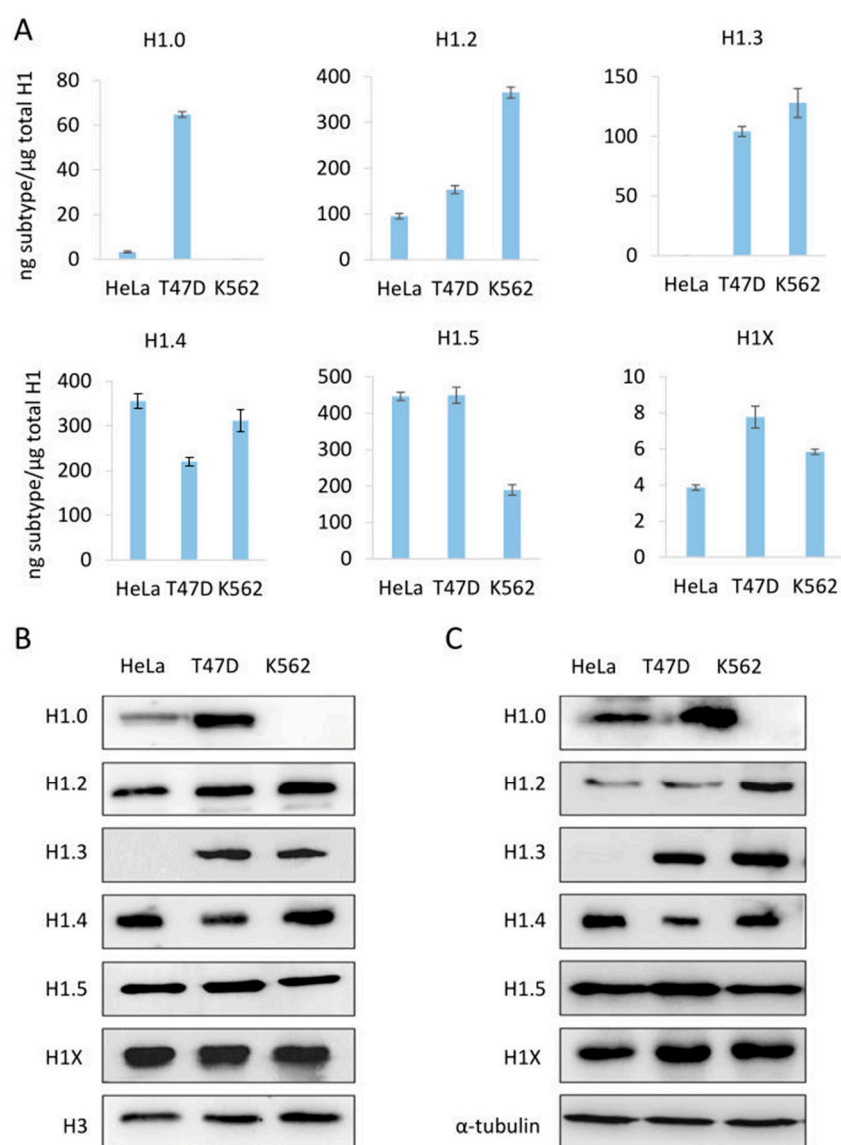 A
H1.0
H1.2
H1.3
ng subtype/µg total H1
80
60
40
20
0
HeLa T47D K562
400
300
200
100
0
HeLa T47D K562
150
100
50
0
HeLa T47D K562
H1.4
H1.5
H1X
ng subtype/µg total H1
400
300
200
300
0
HeLa T47D K562
500
400
300
200
100
0
HeLa T47D K562
10
8
6
4
2
0
HeLa T47D K562
B
HeLa T47D K562
H1.0
H1.2
H1.3
H1.4
H1.5
H1X
H3
C
HeLa T47D K562
H1.0
H1.2
H1.3
H1.4
H1.5
H1X
α-tubulin